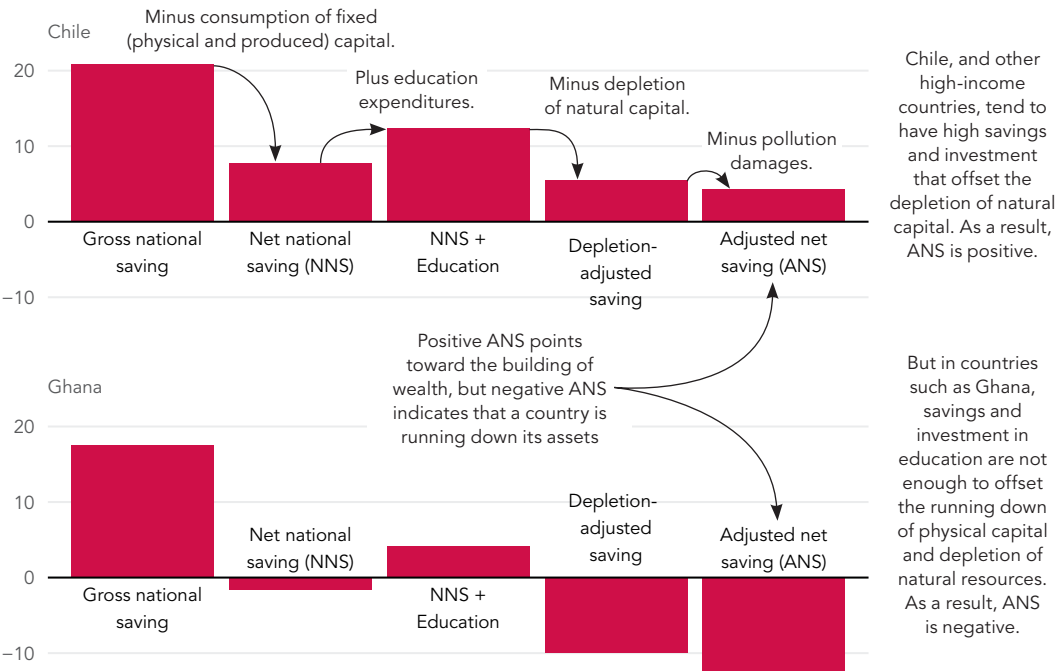 Chile
Minus consumption of fixed
(physical and produced) capital.
Plus education
expenditures.
Minus depletion
of natural capital.
Minus pollution
damages.
20
10
0
−10
Gross national
saving
Net national
saving (NNS)
NNS +
Education
Depletion-
adjusted
saving
Adjusted net
saving (ANS)
Chile, and other
high-income
countries, tend to
have high savings
and investment
that offset the
depletion of natural
capital. As a result,
ANS is positive.
Positive ANS points
toward the building of
wealth, but negative ANS
indicates that a country is
running down its assets
Ghana
20
10
0
−10
Gross national
saving
Net national
saving (NNS)
NNS +
Education
Depletion-
adjusted
saving
Adjusted net
saving (ANS)
But in countries
such as Ghana,
savings and
investment in
education are not
enough to offset
the running down
of physical capital
and depletion of
natural resources.
As a result, ANS
is negative.